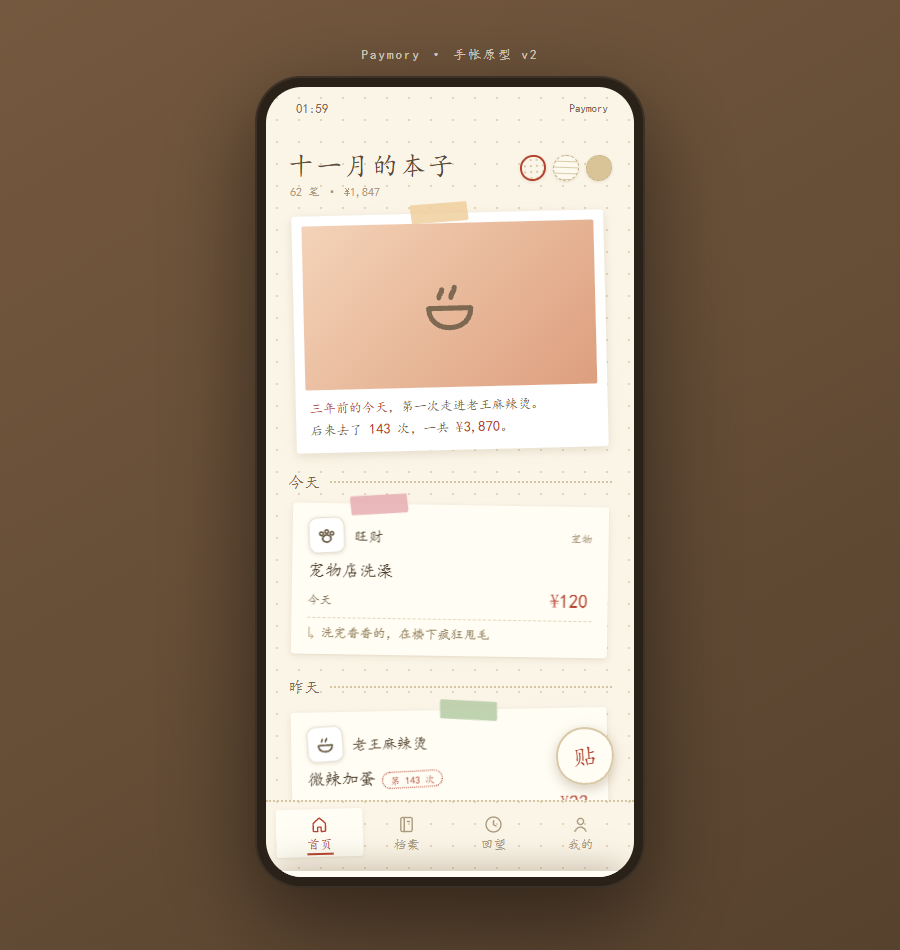 Paymory • 手帐原型 v2
01:59
Paymory
十一月的本子
62 笔 • ¥1,847
三年前的今天，第一次走进老王麻辣烫。
后来去了 143 次，一共 ¥3,870。
今天
旺财
宠物
宠物店洗澡
今天
¥120
↳ 洗完香香的，在楼下疯狂甩毛
昨天
老王麻辣烫
微辣加蛋 第 143 次
贴
首页
档案
回望
我的